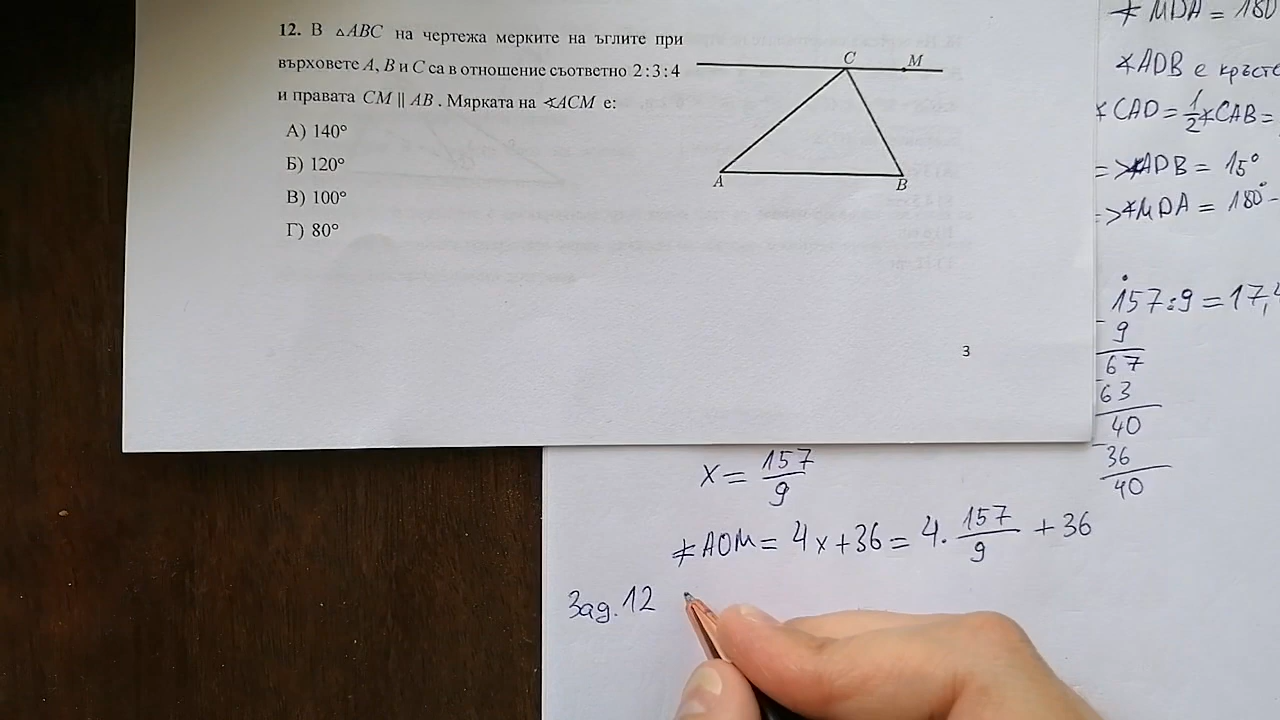 12. В △ABC на чертежа мерките на ъглите при
върховете A, B и C са в отношение съответно 2:3:4
и правата CM || AB. Мярката на ∢ACM е:
А) 140°
Б) 120°
В) 100°
Г) 80°
C M
A B
3
∢MDA = 180
∢ADB е кръстe
∢CAD = 1/2 ∢CAB =
=> ∢ADB = 15°
=> ∢MDA = 180° -
157:9 = 17,4
9
67
63
40
36
40
x = 157/9
∢AOM = 4x+36 = 4. 157/9 + 36
Зад. 12